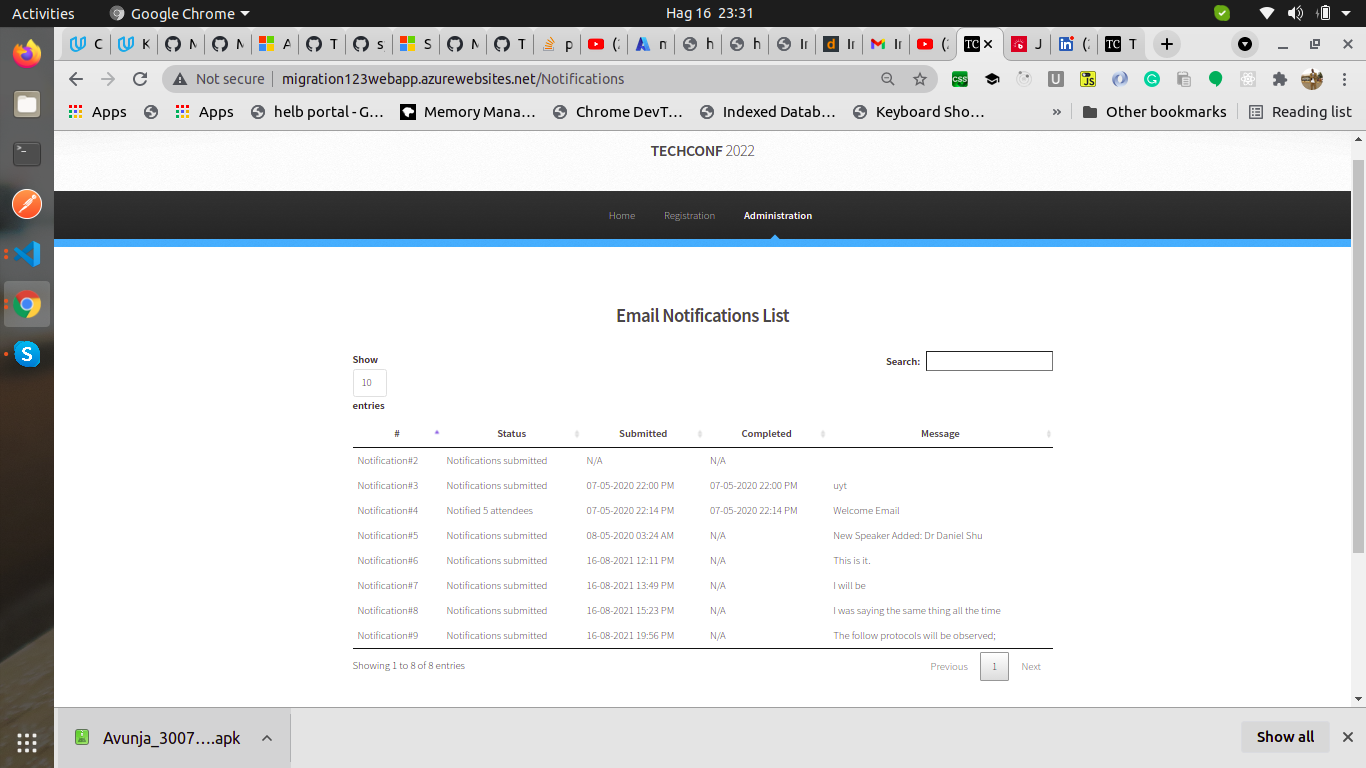 Activities Google Chrome Hag 16 23:31
C K M M A T s S M T p (2 n h h In In In (2 TC J (2 TC T
Not secure migration123webapp.azurewebsites.net/Notifications
Apps Apps helb portal - G… Memory Mana… Chrome DevT… Indexed Datab… Keyboard Sho… » Other bookmarks Reading list
TECHCONF 2022
Home Registration Administration
Email Notifications List
Show
10
entries
Search:
# Status Submitted Completed Message
Notification#2 Notifications submitted N/A N/A
Notification#3 Notifications submitted 07-05-2020 22:00 PM 07-05-2020 22:00 PM uyt
Notification#4 Notified 5 attendees 07-05-2020 22:14 PM 07-05-2020 22:14 PM Welcome Email
Notification#5 Notifications submitted 08-05-2020 03:24 AM N/A New Speaker Added: Dr Daniel Shu
Notification#6 Notifications submitted 16-08-2021 12:11 PM N/A This is it.
Notification#7 Notifications submitted 16-08-2021 13:49 PM N/A I will be
Notification#8 Notifications submitted 16-08-2021 15:23 PM N/A I was saying the same thing all the time
Notification#9 Notifications submitted 16-08-2021 19:56 PM N/A The follow protocols will be observed;
Showing 1 to 8 of 8 entries
Previous 1 Next
Avunja_3007….apk
Show all